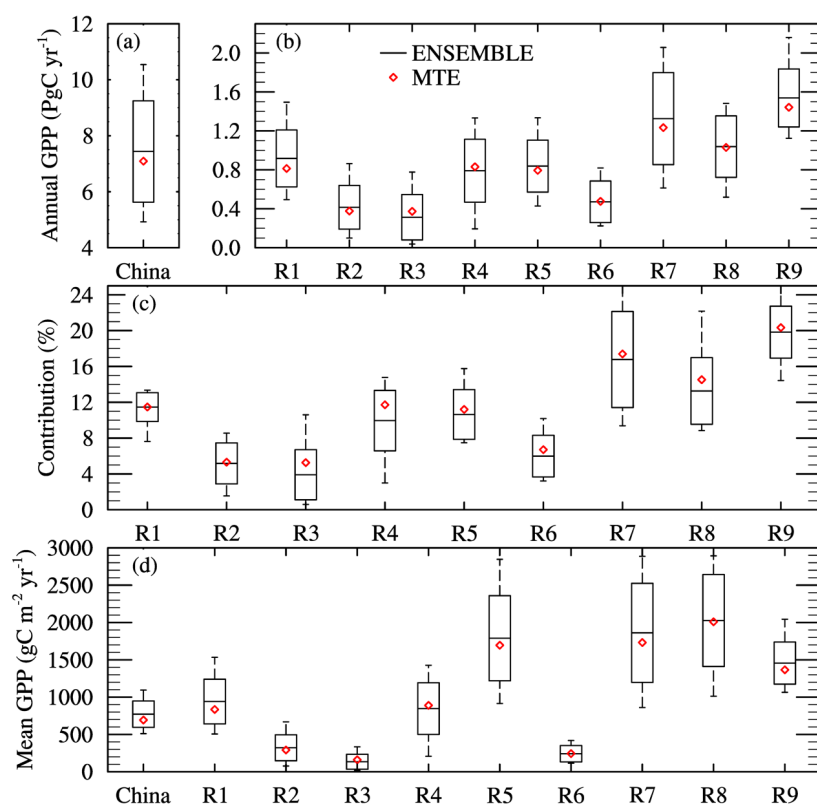 (a)
(b)
ENSEMBLE
MTE
Annual GPP (PgC yr-1)
12
10
8
6
4
2.0
1.6
1.2
0.8
0.4
0.0
China
R1 R2 R3 R4 R5 R6 R7 R8 R9
(c)
Contribution (%)
24
20
16
12
8
4
0
R1 R2 R3 R4 R5 R6 R7 R8 R9
(d)
Mean GPP (gC m-2 yr-1)
3000
2500
2000
1500
1000
500
0
China R1 R2 R3 R4 R5 R6 R7 R8 R9